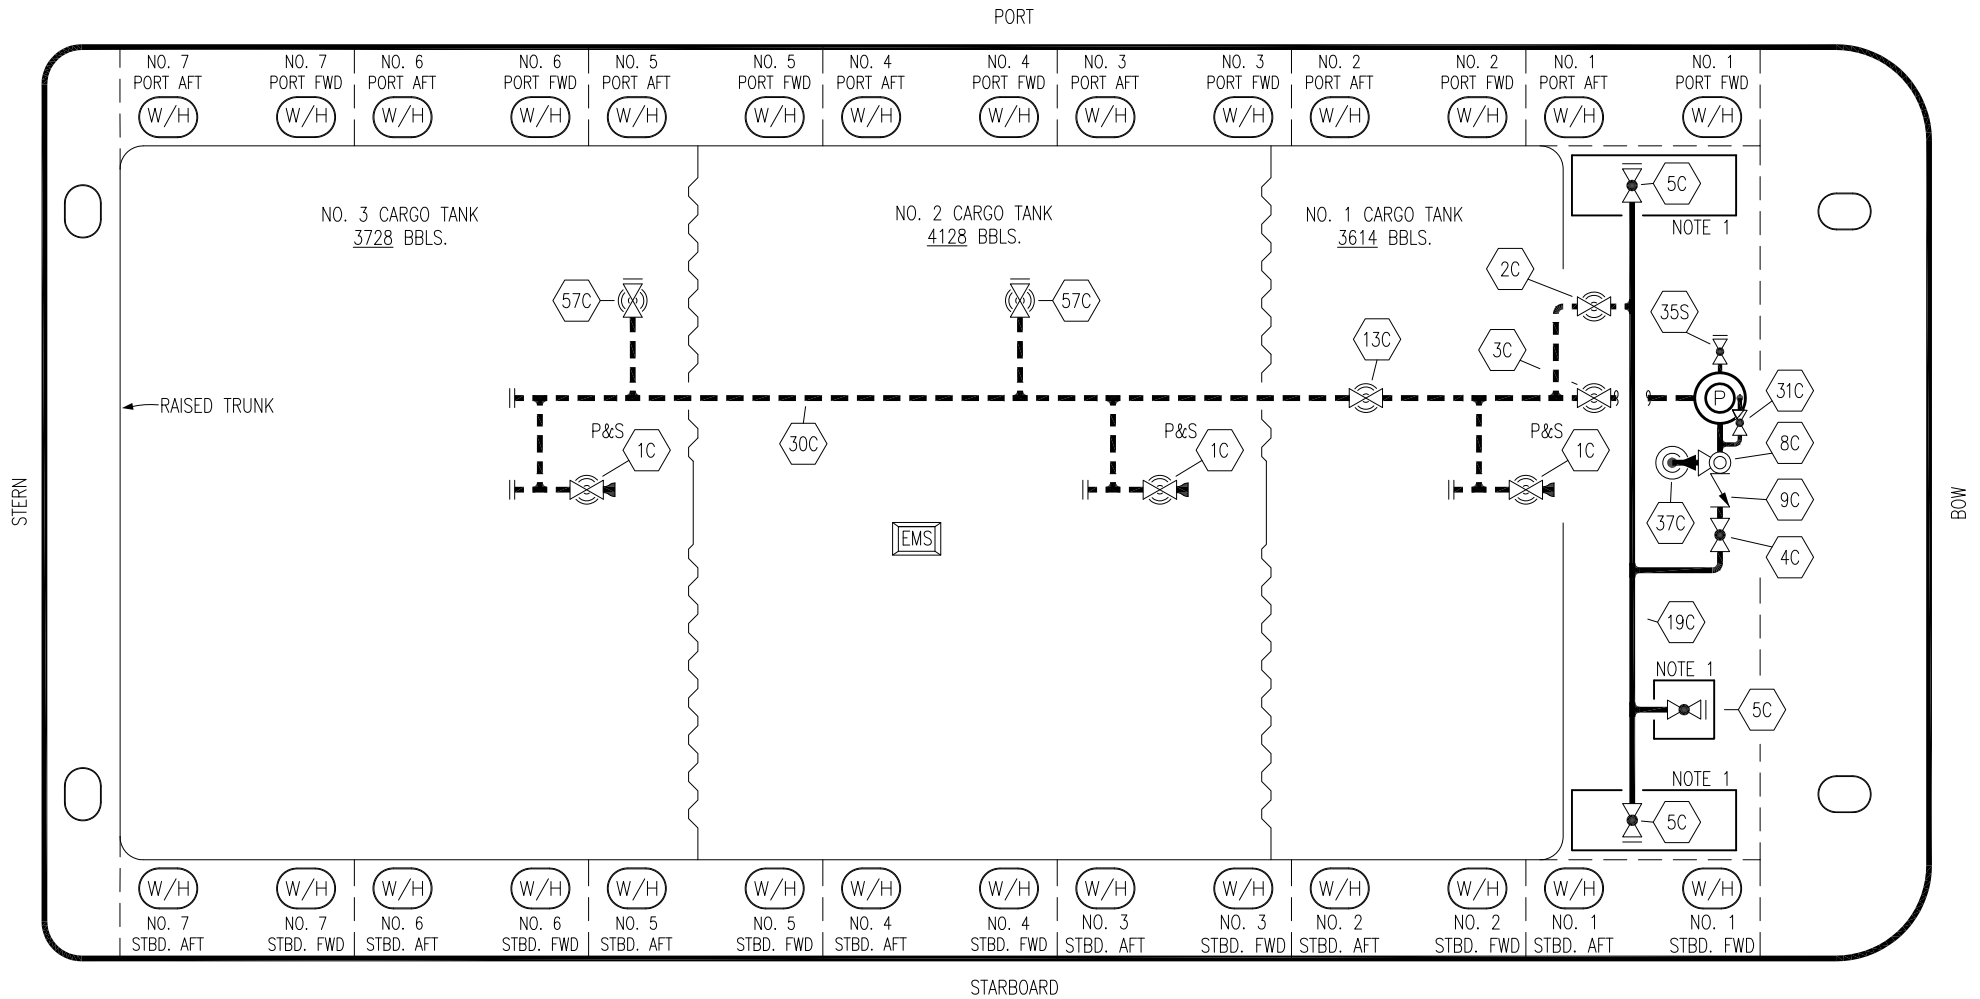 PORT
NO. 7
PORT AFT
NO. 7
PORT FWD
NO. 6
PORT AFT
NO. 6
PORT FWD
NO. 5
PORT AFT
NO. 5
PORT FWD
NO. 4
PORT AFT
NO. 4
PORT FWD
NO. 3
PORT AFT
NO. 3
PORT FWD
NO. 2
PORT AFT
NO. 2
PORT FWD
NO. 1
PORT AFT
NO. 1
PORT FWD
W/H
W/H
W/H
W/H
W/H
W/H
W/H
W/H
W/H
W/H
W/H
W/H
W/H
W/H
NO. 3 CARGO TANK
3728 BBLS.
NO. 2 CARGO TANK
4128 BBLS.
NO. 1 CARGO TANK
3614 BBLS.
5C
NOTE 1
2C
57C
57C
35S
13C
3C
RAISED TRUNK
P
31C
P&S
1C
30C
P&S
1C
P&S
1C
8C
9C
37C
4C
EMS
STERN
BOW
19C
NOTE 1
5C
NOTE 1
5C
W/H
W/H
W/H
W/H
W/H
W/H
W/H
W/H
W/H
W/H
W/H
W/H
W/H
W/H
NO. 7
STBD. AFT
NO. 7
STBD. FWD
NO. 6
STBD. AFT
NO. 6
STBD. FWD
NO. 5
STBD. AFT
NO. 5
STBD. FWD
NO. 4
STBD. AFT
NO. 4
STBD. FWD
NO. 3
STBD. AFT
NO. 3
STBD. FWD
NO. 2
STBD. AFT
NO. 2
STBD. FWD
NO. 1
STBD. AFT
NO. 1
STBD. FWD
STARBOARD